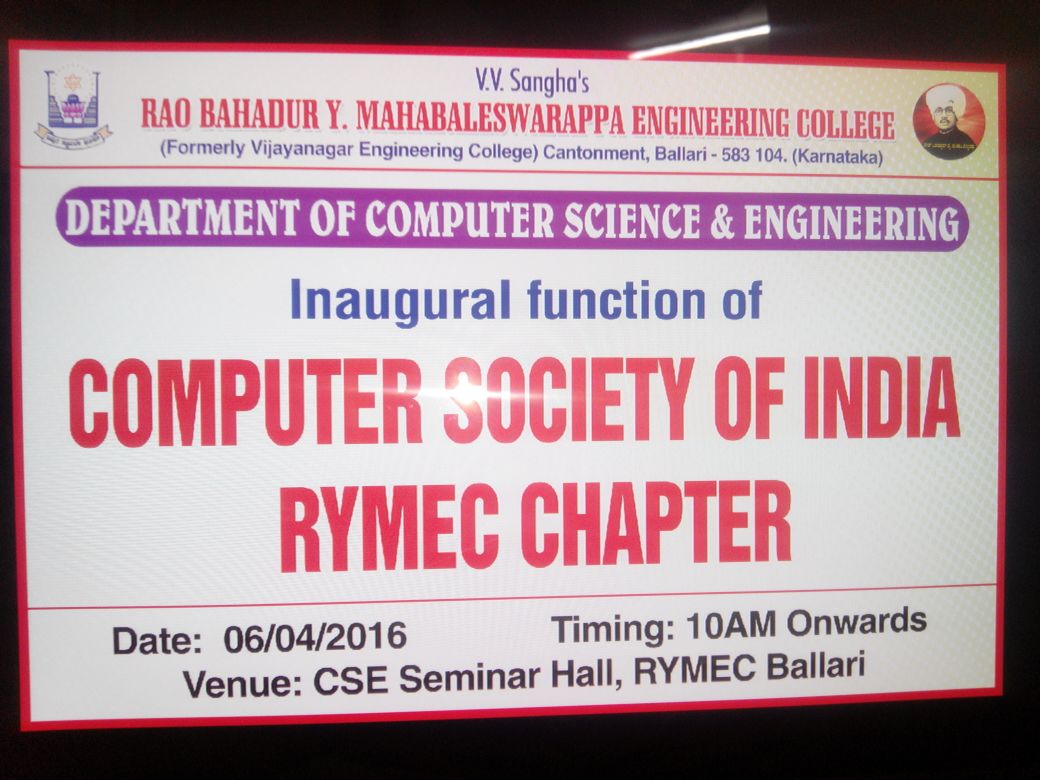 V.V. Sangha's
RAO BAHADUR Y. MAHABALESWARAPPA ENGINEERING COLLEGE
(Formerly Vijayanagar Engineering College) Cantonment, Ballari - 583 104. (Karnataka)
DEPARTMENT OF COMPUTER SCIENCE & ENGINEERING
Inaugural function of
COMPUTER SOCIETY OF INDIA
RYMEC CHAPTER
Date: 06/04/2016 Timing: 10AM Onwards
Venue: CSE Seminar Hall, RYMEC Ballari